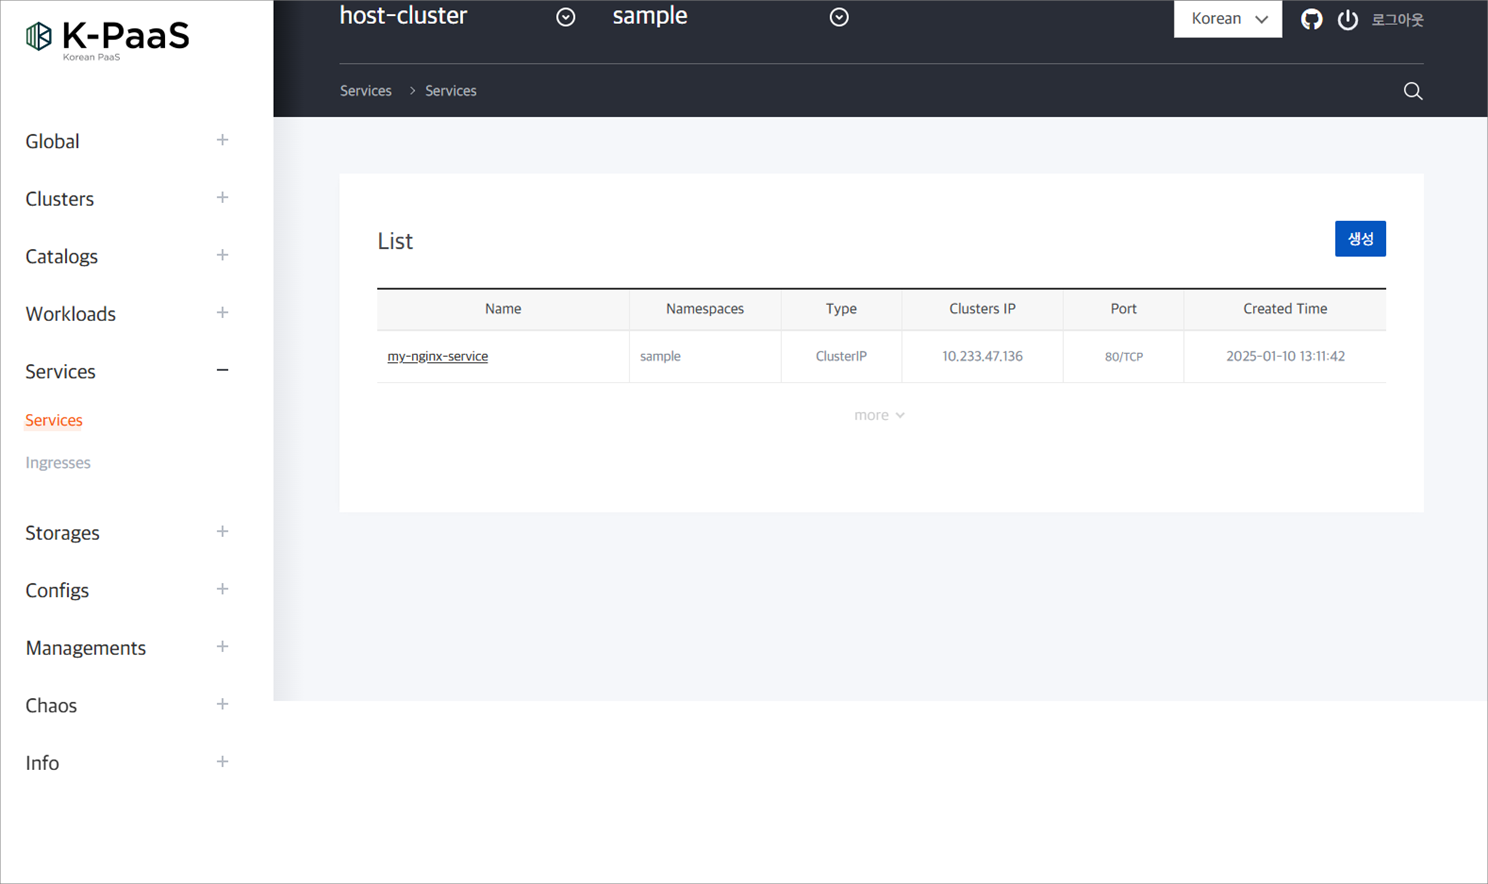 K-PaaS
Korean PaaS
host-cluster
sample
Korean
로그아웃
Services > Services
Global
Clusters
Catalogs
Workloads
Services
Services
Ingresses
Storages
Configs
Managements
Chaos
Info
List
생성
Name Namespaces Type Clusters IP Port Created Time
my-nginx-service sample ClusterIP 10.233.47.136 80/TCP 2025-01-10 13:11:42
more